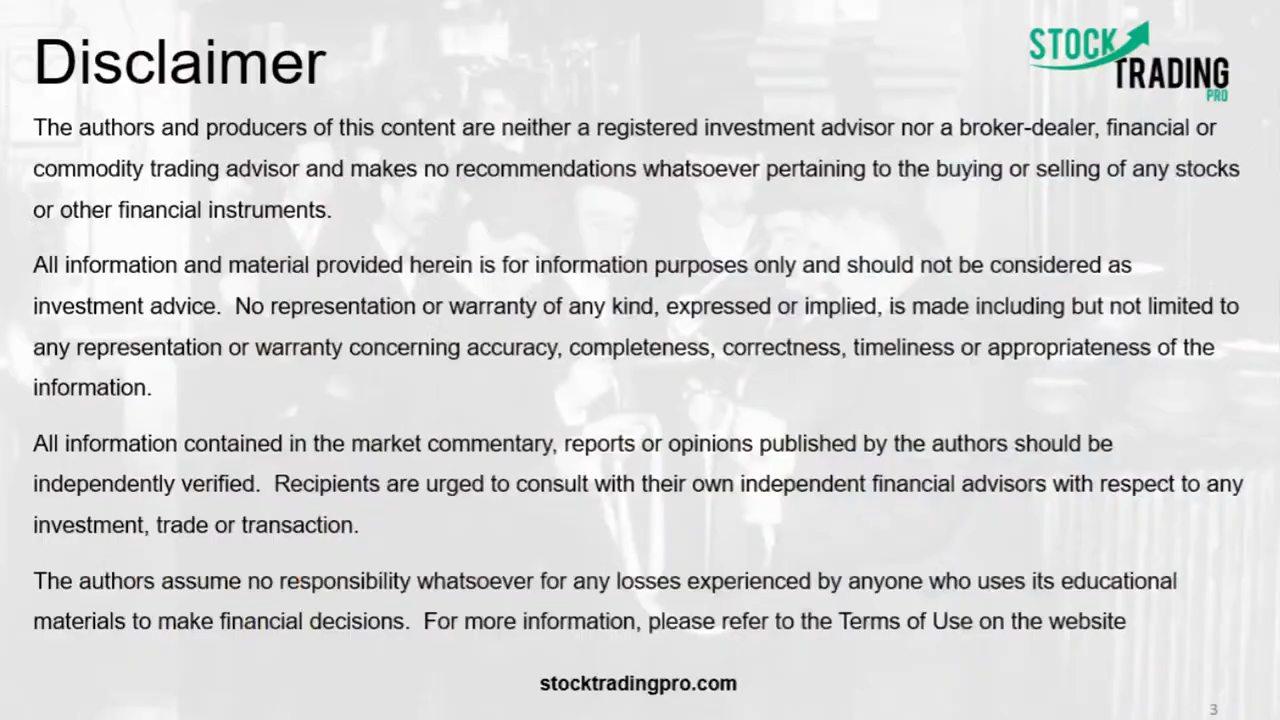 Disclaimer
STOCK
TRADING
PRO
The authors and producers of this content are neither a registered investment advisor nor a broker-dealer, financial or
commodity trading advisor and makes no recommendations whatsoever pertaining to the buying or selling of any stocks
or other financial instruments.
All information and material provided herein is for information purposes only and should not be considered as
investment advice.  No representation or warranty of any kind, expressed or implied, is made including but not limited to
any representation or warranty concerning accuracy, completeness, correctness, timeliness or appropriateness of the
information.
All information contained in the market commentary, reports or opinions published by the authors should be
independently verified.  Recipients are urged to consult with their own independent financial advisors with respect to any
investment, trade or transaction.
The authors assume no responsibility whatsoever for any losses experienced by anyone who uses its educational
materials to make financial decisions.  For more information, please refer to the Terms of Use on the website
stocktradingpro.com
3